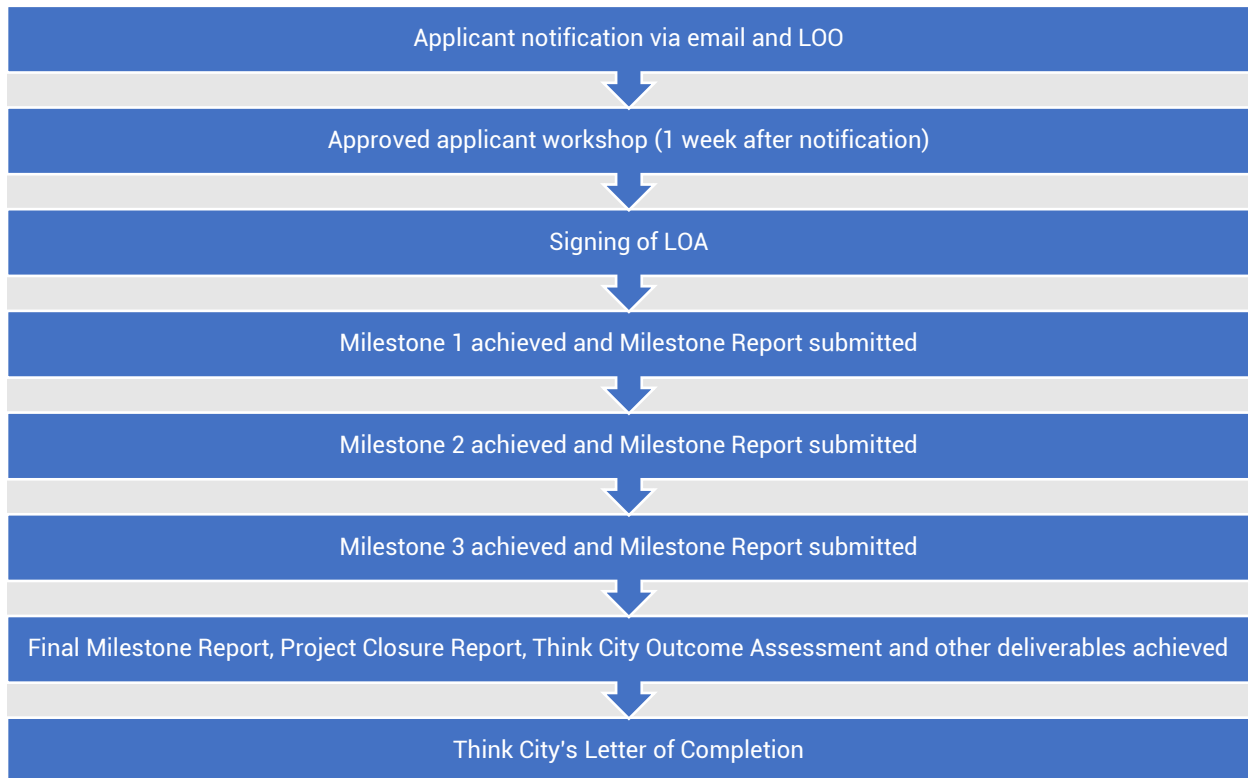 Applicant notification via email and LOO
Approved applicant workshop (1 week after notification)
Signing of LOA
Milestone 1 achieved and Milestone Report submitted
Milestone 2 achieved and Milestone Report submitted
Milestone 3 achieved and Milestone Report submitted
Final Milestone Report, Project Closure Report, Think City Outcome Assessment and other deliverables achieved
Think City's Letter of Completion